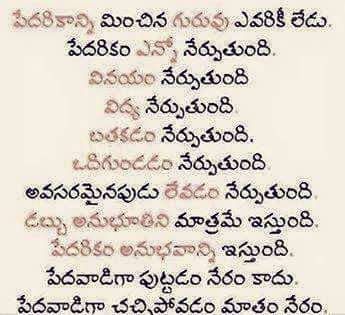 పేదరికాన్ని మించిన గురువు ఎవరికీ లేడు.
పేదరికం ఎన్నో నేర్పుతుంది.
వినయం నేర్పుతుంది
విద్య నేర్పుతుంది.
బతకడం నేర్పుతుంది.
ఒదిగుండడం నేర్పుతుంది.
అవసరమైనపుడు లేవడం నేర్పుతుంది.
డబ్బు అనుభూతిని మాత్రమే ఇస్తుంది.
పేదరికం అనుభవాన్ని ఇస్తుంది.
పేదవాడిగా పుట్టడం నేరం కాదు.
పేదవాడిగా చచ్చిపోవడం మాత్రం నేరం.